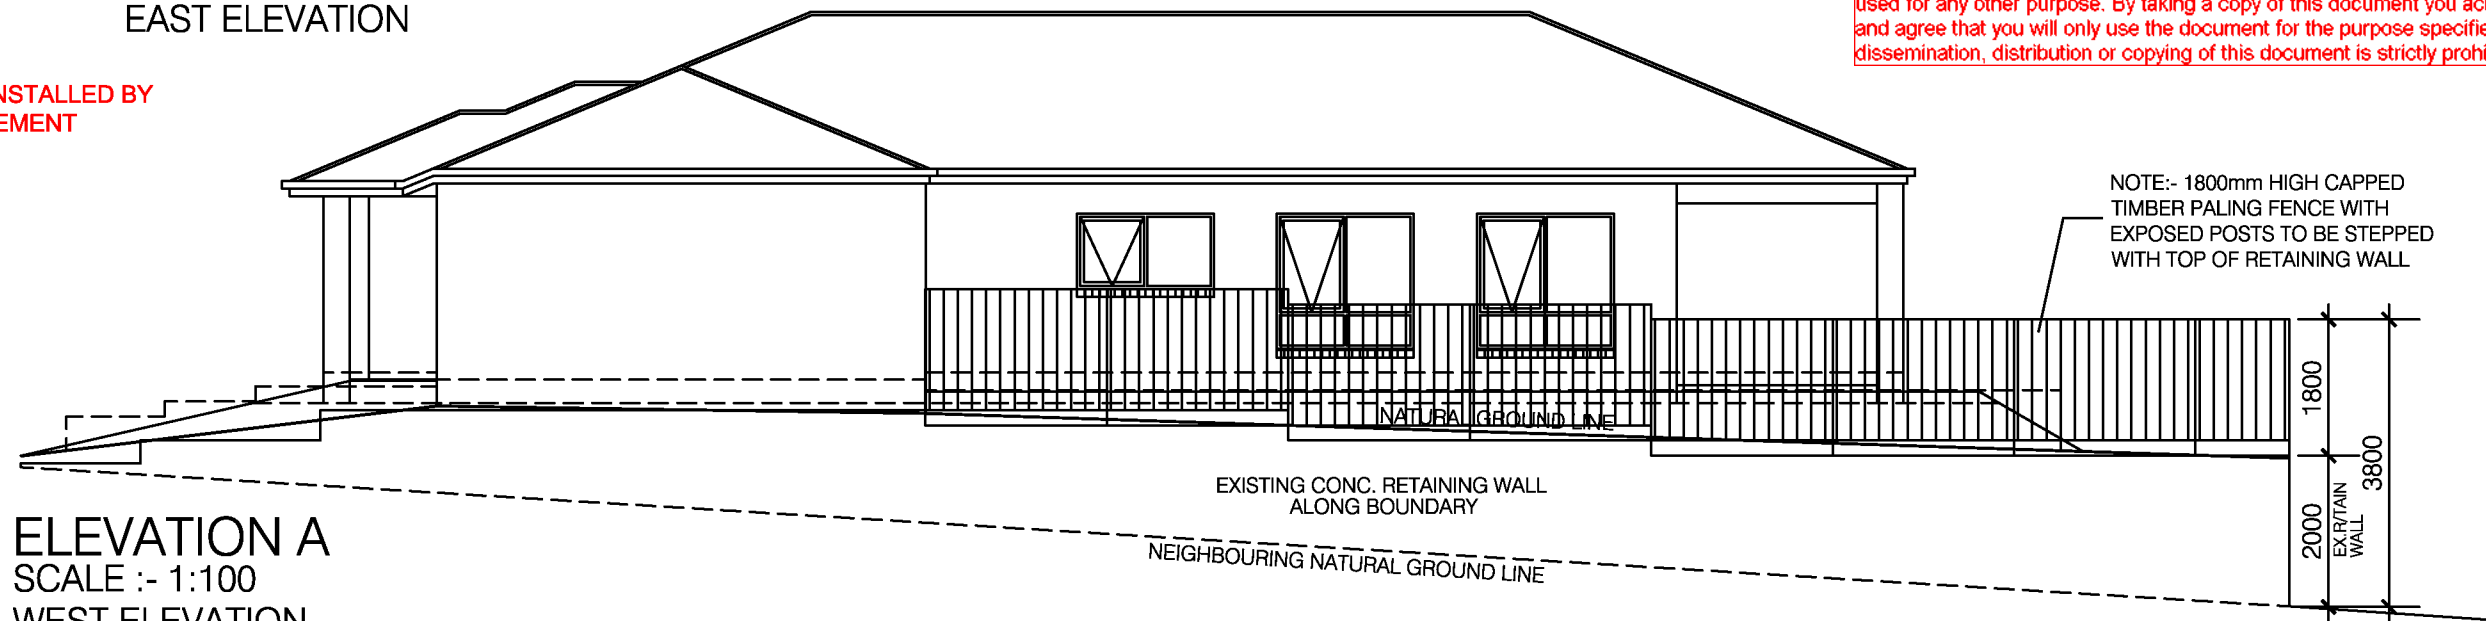 EAST ELEVATION
used for any other purpose. By taking a copy of this document you
and agree that you will only use the document for the purpose
dissemination, distribution or copying of this document is strictly
BY
NOTE:- 1800mm HIGH CAPPED
TIMBER PALING FENCE WITH
EXPOSED POSTS TO BE STEPPED
WITH TOP OF RETAINING WALL
1800
3800
2000
EX.R/TAIN
WALL
NATURAL GROUND LINE
EXISTING CONC. RETAINING WALL
ALONG BOUNDARY
NEIGHBOURING NATURAL GROUND LINE
ELEVATION A
SCALE :- 1:100
WEST ELEVATION